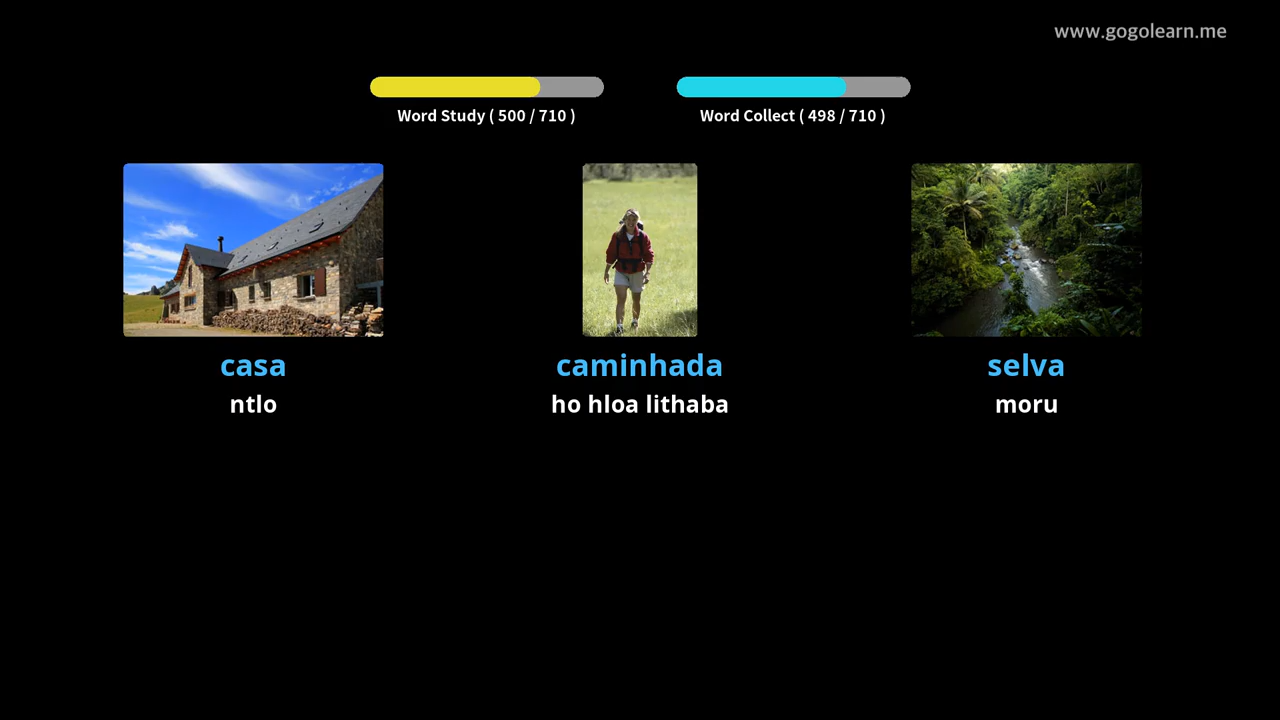 www.gogolearn.me
Word Study ( 500 / 710 )
Word Collect ( 498 / 710 )
casa
caminhada
selva
ntlo
ho hloa lithaba
moru